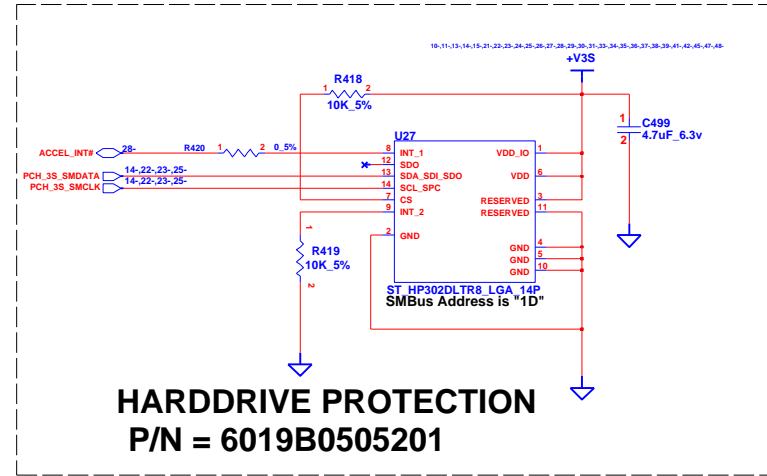 10-,11-,13-,14-,15-,21-,22-,23-,24-,25-,26-,27-,28-,29-,30-,31-,33-,34-,35-,36-,37-,38-,39-,41-,42-,45-,47-,48-
+V3S
R418
1 2
10K_5%
C499
1
4.7uF_6.3v
2
U27
ACCEL_INT# 28- R420 1 2 0_5% 8 INT_1 VDD_IO 1
12 SDO
PCH_3S_SMDATA 14-,22-,23-,25- 13 SDA_SDI_SDO VDD 6
PCH_3S_SMCLK 14-,22-,23-,25- 14 SCL_SPC
7 CS RESERVED 3
9 INT_2 RESERVED 11
1
2 GND
R419
10K_5%
2
GND 4
GND 5
GND 10
ST_HP302DLTR8_LGA_14P
SMBus Address is "1D"
HARDDRIVE PROTECTION
P/N = 6019B0505201